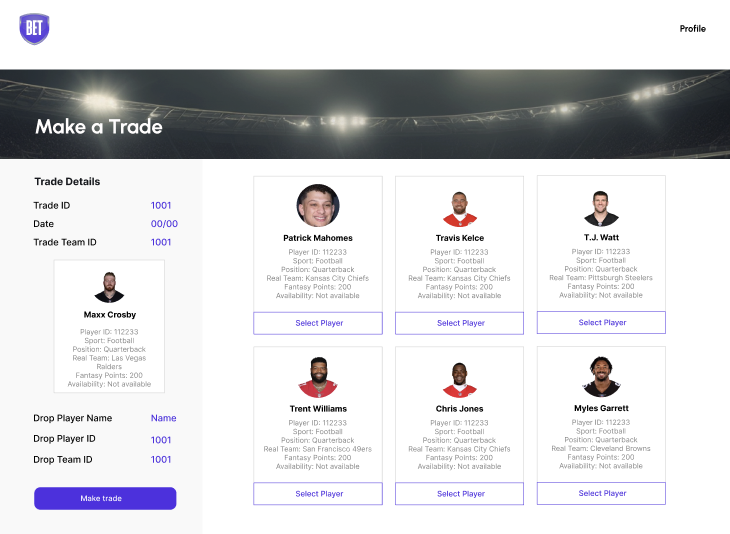 BET
Profile
Make a Trade
Trade Details
Trade ID 1001
Date 00/00
Trade Team ID 1001
Maxx Crosby
Player ID: 112233
Sport: Football
Position: Quarterback
Real Team: Las Vegas
Raiders
Fantasy Points: 200
Availability: Not available
Drop Player Name Name
Drop Player ID 1001
Drop Team ID 1001
Make trade
Patrick Mahomes
Player ID: 112233
Sport: Football
Position: Quarterback
Real Team: Kansas City Chiefs
Fantasy Points: 200
Availability: Not available
Select Player
Travis Kelce
Player ID: 112233
Sport: Football
Position: Quarterback
Real Team: Kansas City Chiefs
Fantasy Points: 200
Availability: Not available
Select Player
T.J. Watt
Player ID: 112233
Sport: Football
Position: Quarterback
Real Team: Pittsburgh Steelers
Fantasy Points: 200
Availability: Not available
Select Player
Trent Williams
Player ID: 112233
Sport: Football
Position: Quarterback
Real Team: San Francisco 49ers
Fantasy Points: 200
Availability: Not available
Select Player
Chris Jones
Player ID: 112233
Sport: Football
Position: Quarterback
Real Team: Kansas City Chiefs
Fantasy Points: 200
Availability: Not available
Select Player
Myles Garrett
Player ID: 112233
Sport: Football
Position: Quarterback
Real Team: Cleveland Browns
Fantasy Points: 200
Availability: Not available
Select Player